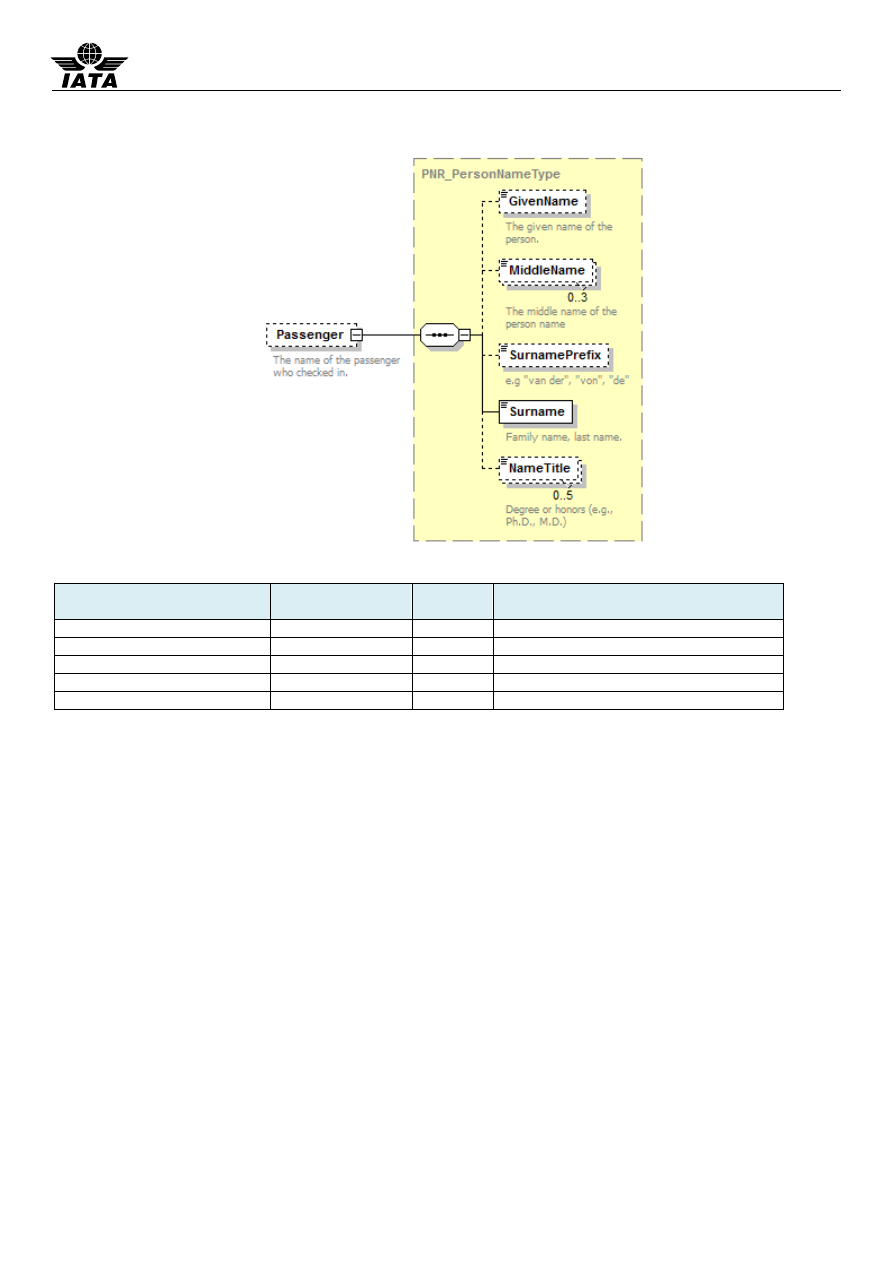 IATA
PNR_PersonNameType
GivenName
The given name of the
person.
MiddleName
0..3
The middle name of the
person name
Passenger
The name of the passenger
who checked in.
SurnamePrefix
e.g "van der", "von", "de"
Surname
Family name, last name.
NameTitle
0..5
Degree or honors (e.g.,
Ph.D., M.D.)